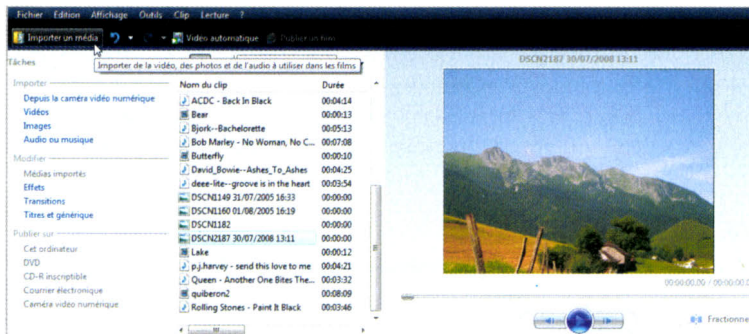 Fichier Edition Affichage Outils Clip Lecture ?
Importer un média Vidéo automatique Publier un film
Importer de la vidéo, des photos et de l'audio à utiliser dans les films
Tâches
Importer
Depuis la caméra vidéo numérique
Vidéos
Images
Audio ou musique
Modifier
Médias importés
Effets
Transitions
Titres et générique
Publier sur
Cet ordinateur
DVD
CD-R inscriptible
Courrier électronique
Caméra vidéo numérique
Nom du clip Durée
ACDC - Back In Black 00:04:14
Bear 00:00:13
Bjork--Bachelorette 00:05:13
Bob Marley - No Woman, No C... 00:07:08
Butterfly 00:00:10
David_Bowie--Ashes_To_Ashes 00:04:25
deee-lite--groove is in the heart 00:03:54
DSCN1149 31/07/2005 16:33 00:00:00
DSCN1160 01/08/2005 16:19 00:00:00
DSCN1182 00:00:00
DSCN2187 30/07/2008 13:11 00:00:00
Lake 00:00:12
p.j.harvey - send this love to me 00:04:21
Queen - Another One Bites The... 00:03:32
quiberon2 00:08:09
Rolling Stones - Paint It Black 00:03:46
DSCN2187 30/07/2008 13:11
00:00:00,00 / 00:00:00,0
Fractionne